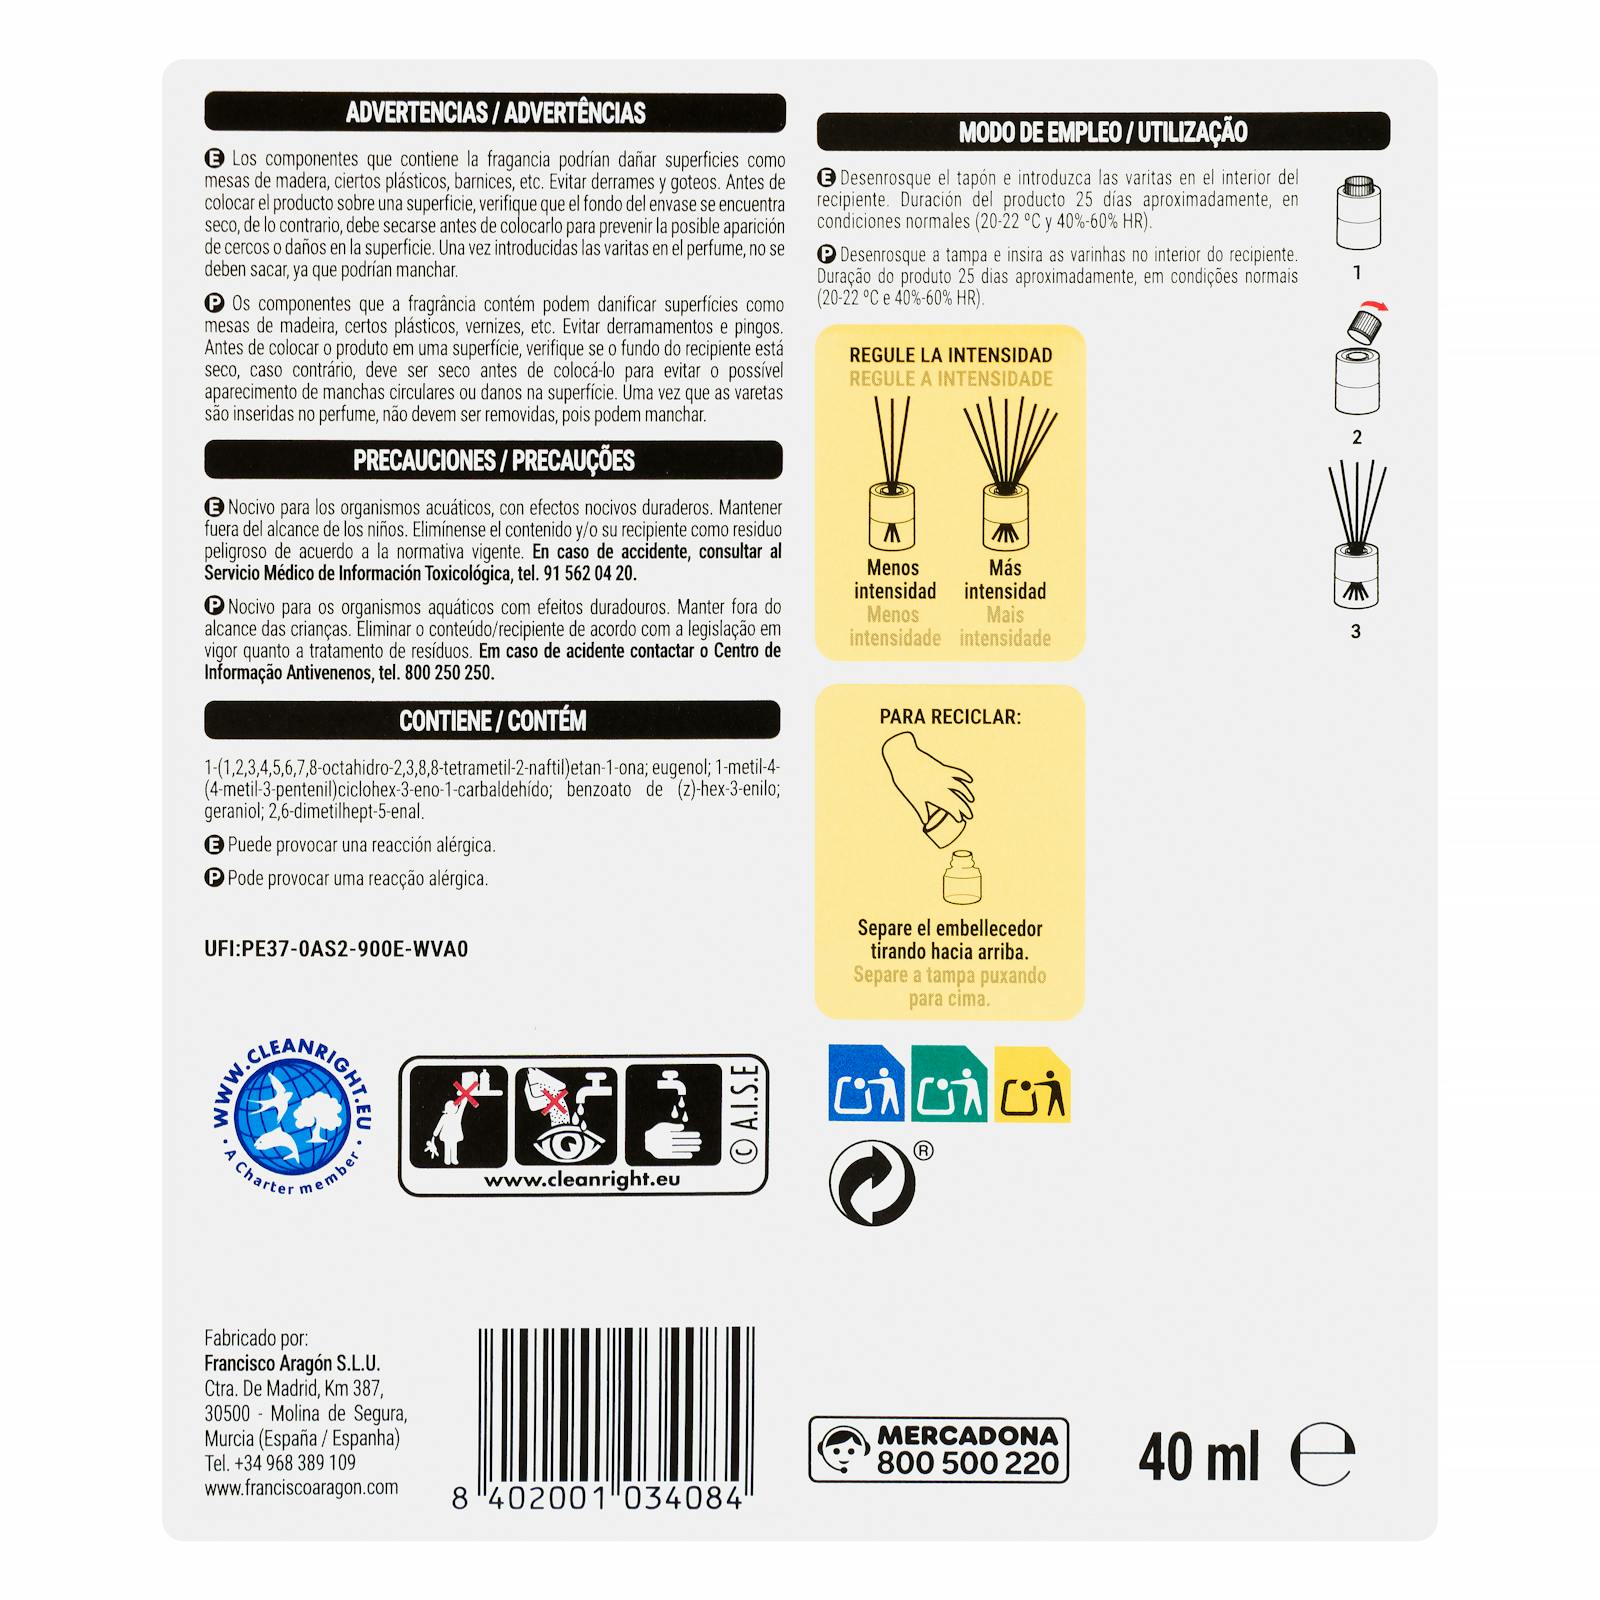 ADVERTENCIAS / ADVERTÊNCIAS
E Los componentes que contiene la fragancia podrían dañar superficies como
mesas de madera, ciertos plásticos, barnices, etc. Evitar derrames y goteos. Antes de
colocar el producto sobre una superficie, verifique que el fondo del envase se encuentra
seco, de lo contrario, debe secarse antes de colocarlo para prevenir la posible aparición
de cercos o daños en la superficie. Una vez introducidas las varitas en el perfume, no se
deben sacar, ya que podrían manchar.
P Os componentes que a fragrância contém podem danificar superfícies como
mesas de madeira, certos plásticos, vernizes, etc. Evitar derramamentos e pingos.
Antes de colocar o produto em uma superfície, verifique se o fundo do recipiente está
seco, caso contrário, deve ser seco antes de colocá-lo para evitar o possível
aparecimento de manchas circulares ou danos na superfície. Uma vez que as varetas
são inseridas no perfume, não devem ser removidas, pois podem manchar.
PRECAUCIONES / PRECAUÇÕES
E Nocivo para los organismos acuáticos, con efectos nocivos duraderos. Mantener
fuera del alcance de los niños. Elimínense el contenido y/o su recipiente como residuo
peligroso de acuerdo a la normativa vigente. En caso de accidente, consultar al
Servicio Médico de Información Toxicológica, tel. 91 562 04 20.
P Nocivo para os organismos aquáticos com efeitos duradouros. Manter fora do
alcance das crianças. Eliminar o conteúdo/recipiente de acordo com a legislação em
vigor quanto a tratamento de resíduos. Em caso de acidente contactar o Centro de
Informação Antivenenos, tel. 800 250 250.
CONTIENE / CONTÉM
1-(1,2,3,4,5,6,7,8-octahidro-2,3,8,8-tetrametil-2-naftil)etan-1-ona; eugenol; 1-metil-4-
(4-metil-3-pentenil)ciclohex-3-eno-1-carbaldehído; benzoato de (z)-hex-3-enilo;
geraniol; 2,6-dimetilhept-5-enal.
E Puede provocar una reacción alérgica.
P Pode provocar uma reacção alérgica.
UFI:PE37-0AS2-900E-WVA0
WWW.CLEANRIGHT.EU
A Charter member
www.cleanright.eu
© A.I.S.E
Fabricado por:
Francisco Aragón S.L.U.
Ctra. De Madrid, Km 387,
30500 - Molina de Segura,
Murcia (España / Espanha)
Tel. +34 968 389 109
www.franciscoaragon.com
8 402001 034084
MODO DE EMPLEO / UTILIZAÇÃO
E Desenrosque el tapón e introduzca las varitas en el interior del
recipiente. Duración del producto 25 días aproximadamente, en
condiciones normales (20-22 ºC y 40%-60% HR).
P Desenrosque a tampa e insira as varinhas no interior do recipiente.
Duração do produto 25 dias aproximadamente, em condições normais
(20-22 ºC e 40%-60% HR).
1
2
3
REGULE LA INTENSIDAD
REGULE A INTENSIDADE
Menos
intensidad
Menos
intensidade
Más
intensidad
Mais
intensidade
PARA RECICLAR:
Separe el embellecedor
tirando hacia arriba.
Separe a tampa puxando
para cima.
®
MERCADONA
800 500 220
40 ml ℮